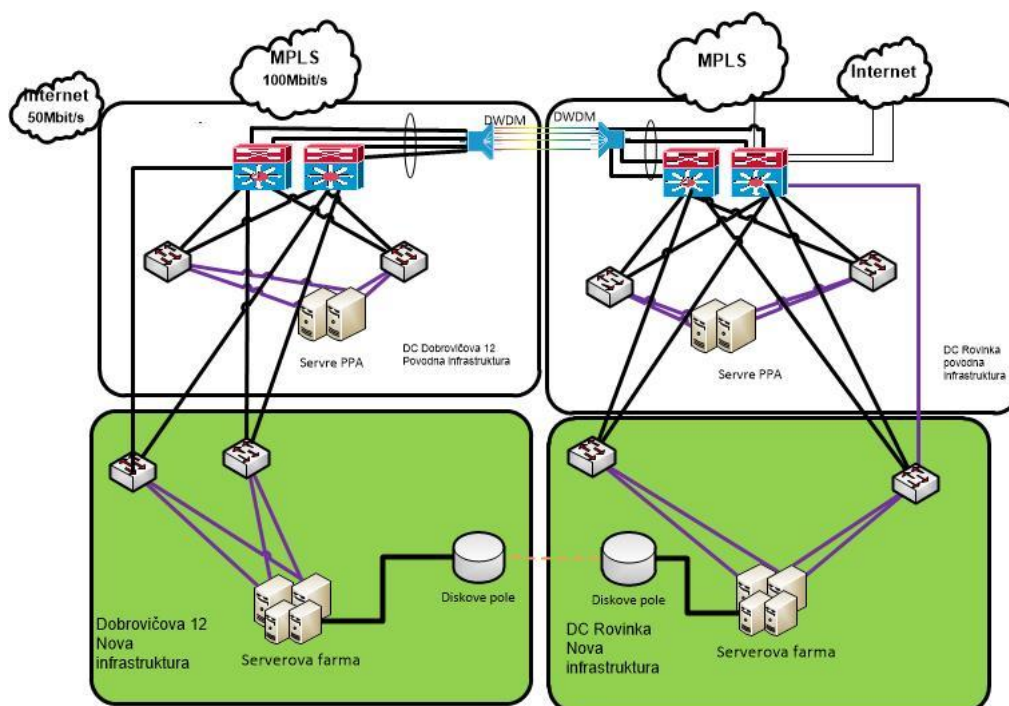 MPLS
100Mbit/s
Internet
50Mbit/s
MPLS
Internet
DWDM
DWDM
Servre PPA
DC Dobrovičova 12
Povodna Infrastruktura
Servre PPA
DC Rovinka
povodna
infrastruktura
Diskove pole
Diskove pole
Dobrovičova 12
Nova
infrastruktura
Serverova farma
DC Rovinka
Nova
infrastruktura
Serverova farma